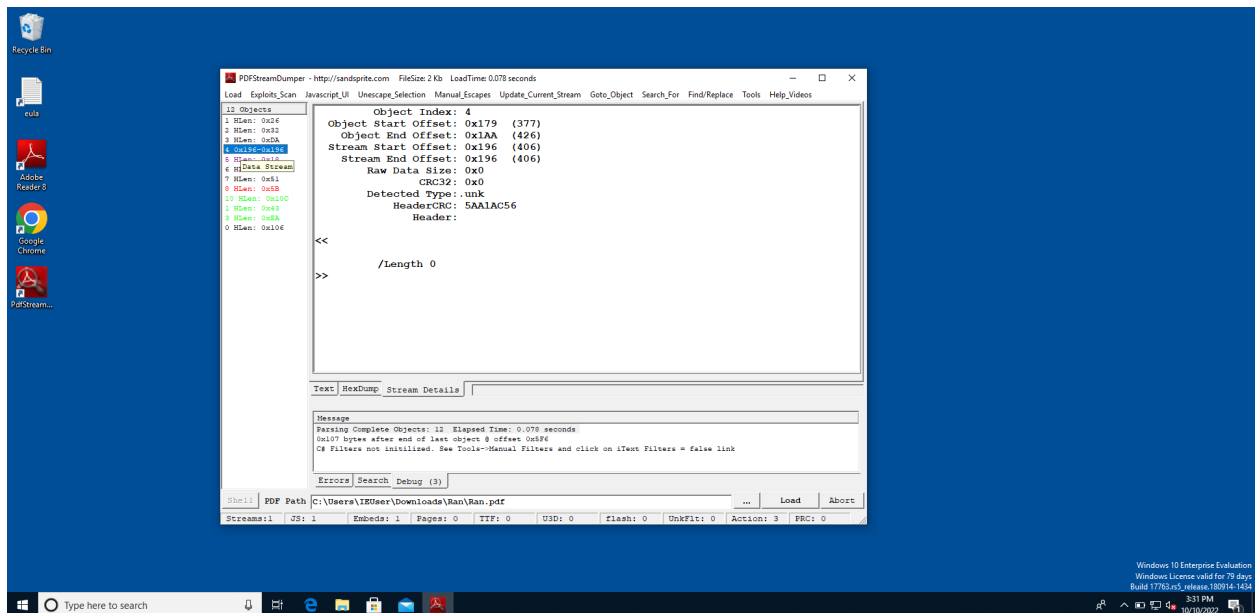 Recycle Bin
eula
Adobe
Reader 8
Google
Chrome
PdfStream...
PDFStreamDumper - http://sandsprite.com FileSize: 2 Kb LoadTime: 0.078 seconds
Load Exploits_Scan Javascript_UI Unescape_Selection Manual_Escapes Update_Current_Stream Goto_Object Search_For Find/Replace Tools Help_Videos
12 Objects
1 HLen: 0x26
2 HLen: 0x32
3 HLen: 0xDA
4 0x196-0x196
Data Stream
7 HLen: 0x51
8 HLen: 0x5B
10 HLen: 0x10C
0 HLen: 0x106
Object Index: 4
Object Start Offset: 0x179 (377)
Object End Offset: 0x1AA (426)
Stream Start Offset: 0x196 (406)
Stream End Offset: 0x196 (406)
Raw Data Size: 0x0
CRC32: 0x0
Detected Type:.unk
HeaderCRC: 5AA1AC56
Header:
<<
/Length 0
>>
Text HexDump Stream Details
Message
Parsing Complete Objects: 12 Elapsed Time: 0.078 seconds
0x107 bytes after end of last object @ offset 0x5F6
C# Filters not initilized. See Tools->Manual Filters and click on iText Filters = false link
Errors Search Debug (3)
Shell PDF Path C:\Users\IEUser\Downloads\Ran\Ran.pdf ... Load Abort
Streams:1 JS: 1 Embeds: 1 Pages: 0 TTF: 0 U3D: 0 flash: 0 UnkFlt: 0 Action: 3 PRC: 0
Windows 10 Enterprise Evaluation
Windows License valid for 79 days
Build 17763.rs5_release.180914-1434
Type here to search
3:31 PM
10/10/2022